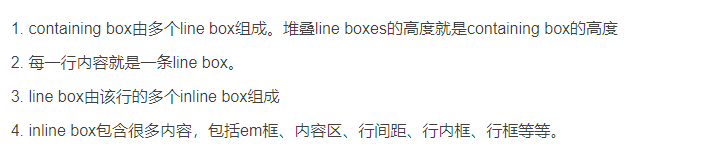 1. containing box由多个line box组成。堆叠line boxes的高度就是containing box的高度
2. 每一行内容就是一条line box。
3. line box由该行的多个inline box组成
4. inline box包含很多内容，包括em框、内容区、行间距、行内框、行框等等。